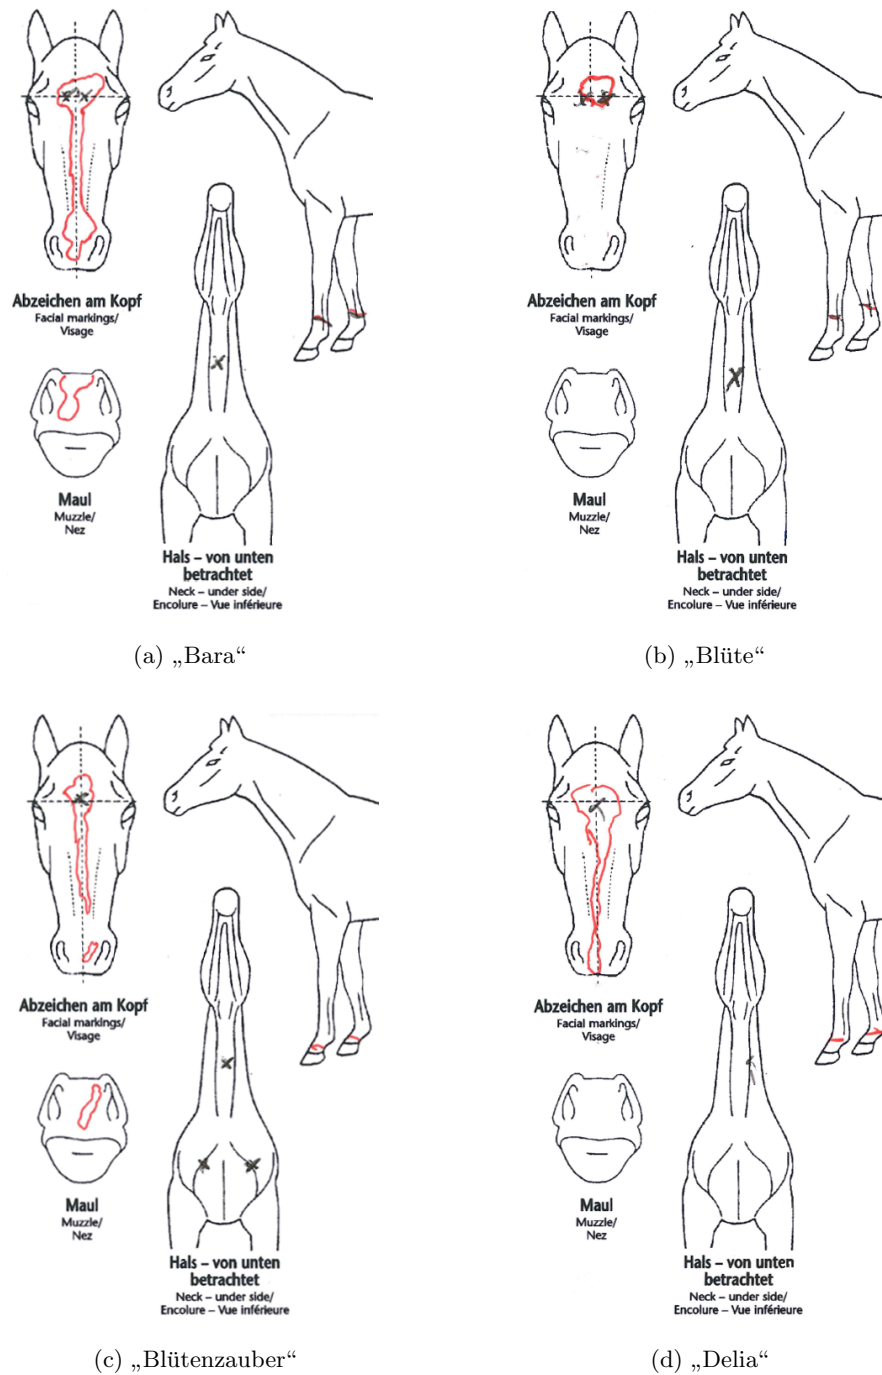 Abzeichen am Kopf
Facial markings/
Visage
Maul
Muzzle/
Nez
Hals – von unten
betrachtet
Neck – under side/
Encolure – Vue inférieure
(a) „Bara“
Abzeichen am Kopf
Facial markings/
Visage
Maul
Muzzle/
Nez
Hals – von unten
betrachtet
Neck – under side/
Encolure – Vue inférieure
(b) „Blüte“
Abzeichen am Kopf
Facial markings/
Visage
Maul
Muzzle/
Nez
Hals – von unten
betrachtet
Neck – under side/
Encolure – Vue inférieure
(c) „Blütenzauber“
Abzeichen am Kopf
Facial markings/
Visage
Maul
Muzzle/
Nez
Hals – von unten
betrachtet
Neck – under side/
Encolure – Vue inférieure
(d) „Delia“